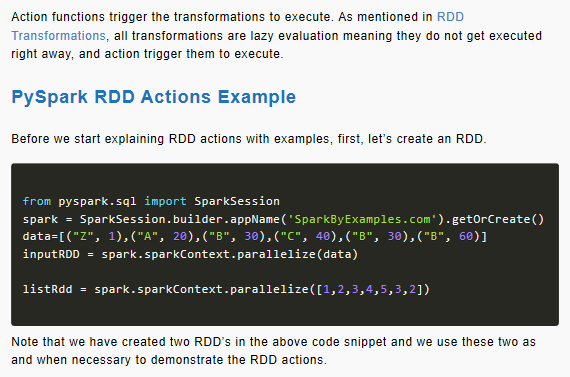 Action functions trigger the transformations to execute. As mentioned in RDD
Transformations, all transformations are lazy evaluation meaning they do not get executed
right away, and action trigger them to execute.
PySpark RDD Actions Example
Before we start explaining RDD actions with examples, first, let’s create an RDD.
from pyspark.sql import SparkSession
spark = SparkSession.builder.appName('SparkByExamples.com').getOrCreate()
data=[("Z", 1),("A", 20),("B", 30),("C", 40),("B", 30),("B", 60)]
inputRDD = spark.sparkContext.parallelize(data)
listRdd = spark.sparkContext.parallelize([1,2,3,4,5,3,2])
Note that we have created two RDD’s in the above code snippet and we use these two as
and when necessary to demonstrate the RDD actions.